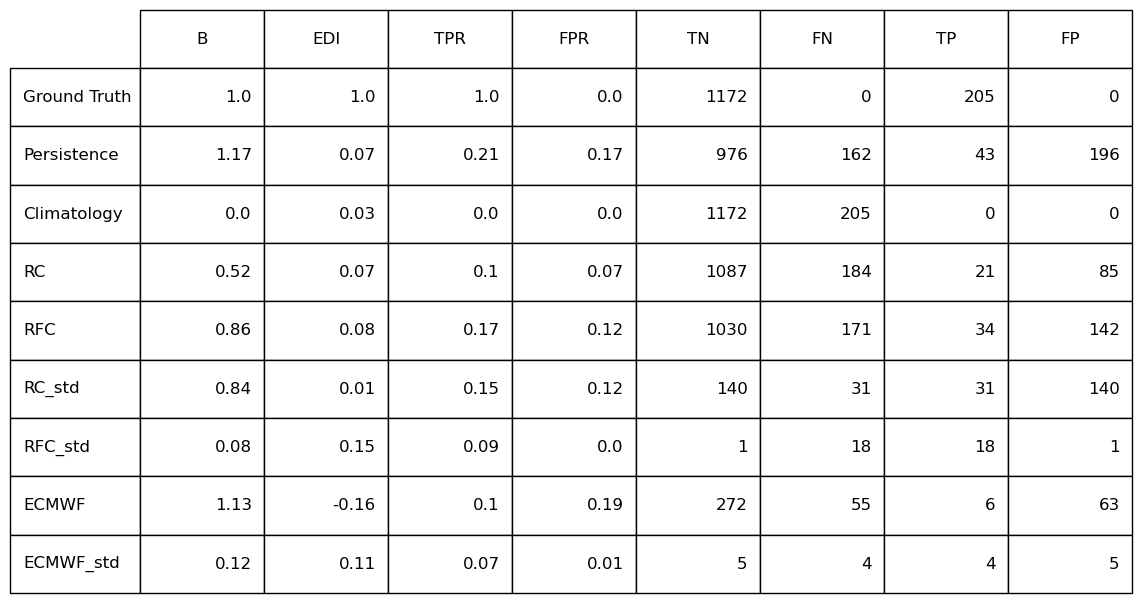 B EDI TPR FPR TN FN TP FP
Ground Truth 1.0 1.0 1.0 0.0 1172 0 205 0
Persistence 1.17 0.07 0.21 0.17 976 162 43 196
Climatology 0.0 0.03 0.0 0.0 1172 205 0 0
RC 0.52 0.07 0.1 0.07 1087 184 21 85
RFC 0.86 0.08 0.17 0.12 1030 171 34 142
RC_std 0.84 0.01 0.15 0.12 140 31 31 140
RFC_std 0.08 0.15 0.09 0.0 1 18 18 1
ECMWF 1.13 -0.16 0.1 0.19 272 55 6 63
ECMWF_std 0.12 0.11 0.07 0.01 5 4 4 5